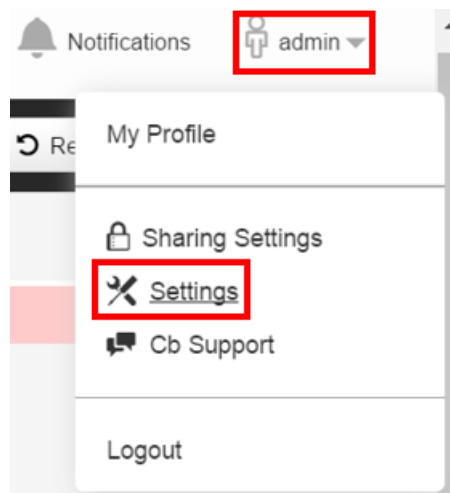 Notifications admin
Re
My Profile
Sharing Settings
Settings
Cb Support
Logout